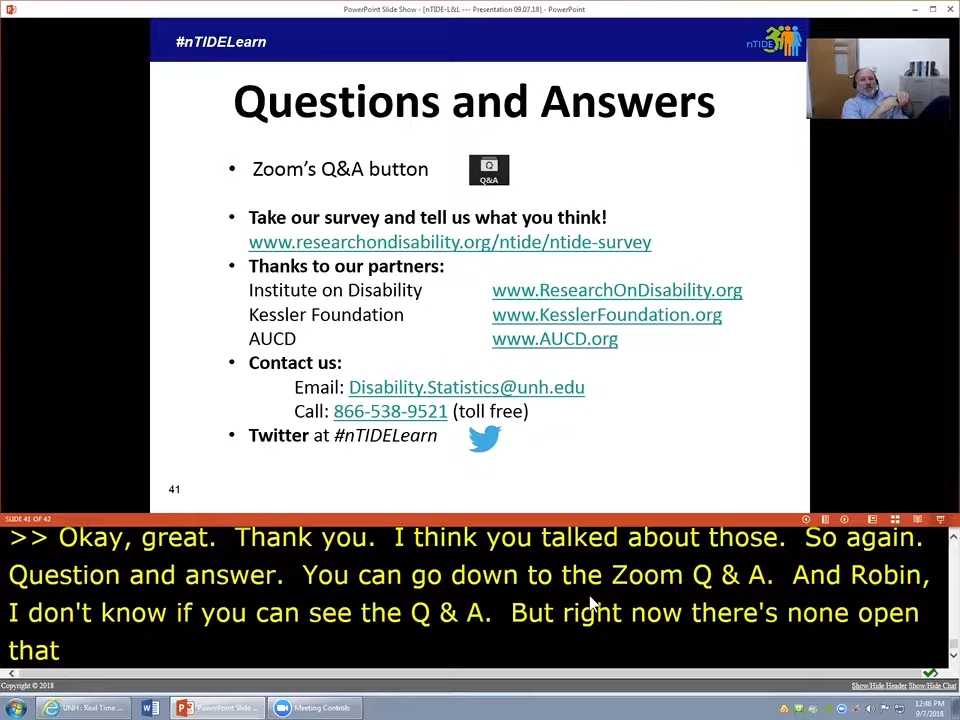 PowerPoint Slide Show - [nTIDE-L&L --- Presentation 09.07.18] - PowerPoint
#nTIDELearn
nTIDE
Questions and Answers
• Zoom's Q&A button
Q
Q&A
• Take our survey and tell us what you think!
www.researchondisability.org/ntide/ntide-survey
• Thanks to our partners:
Institute on Disability www.ResearchOnDisability.org
Kessler Foundation www.KesslerFoundation.org
AUCD www.AUCD.org
• Contact us:
Email: Disability.Statistics@unh.edu
Call: 866-538-9521 (toll free)
• Twitter at #nTIDELearn
41
SLIDE 41 OF 42
>> Okay, great. Thank you. I think you talked about those. So again.
Question and answer. You can go down to the Zoom Q & A. And Robin,
I don't know if you can see the Q & A. But right now there's none open
that
Copyright © 2018 Show/Hide Header Show/Hide Chat
UNH : Real Time ... PowerPoint Slide ... Meeting Controls
12:46 PM
9/7/2018